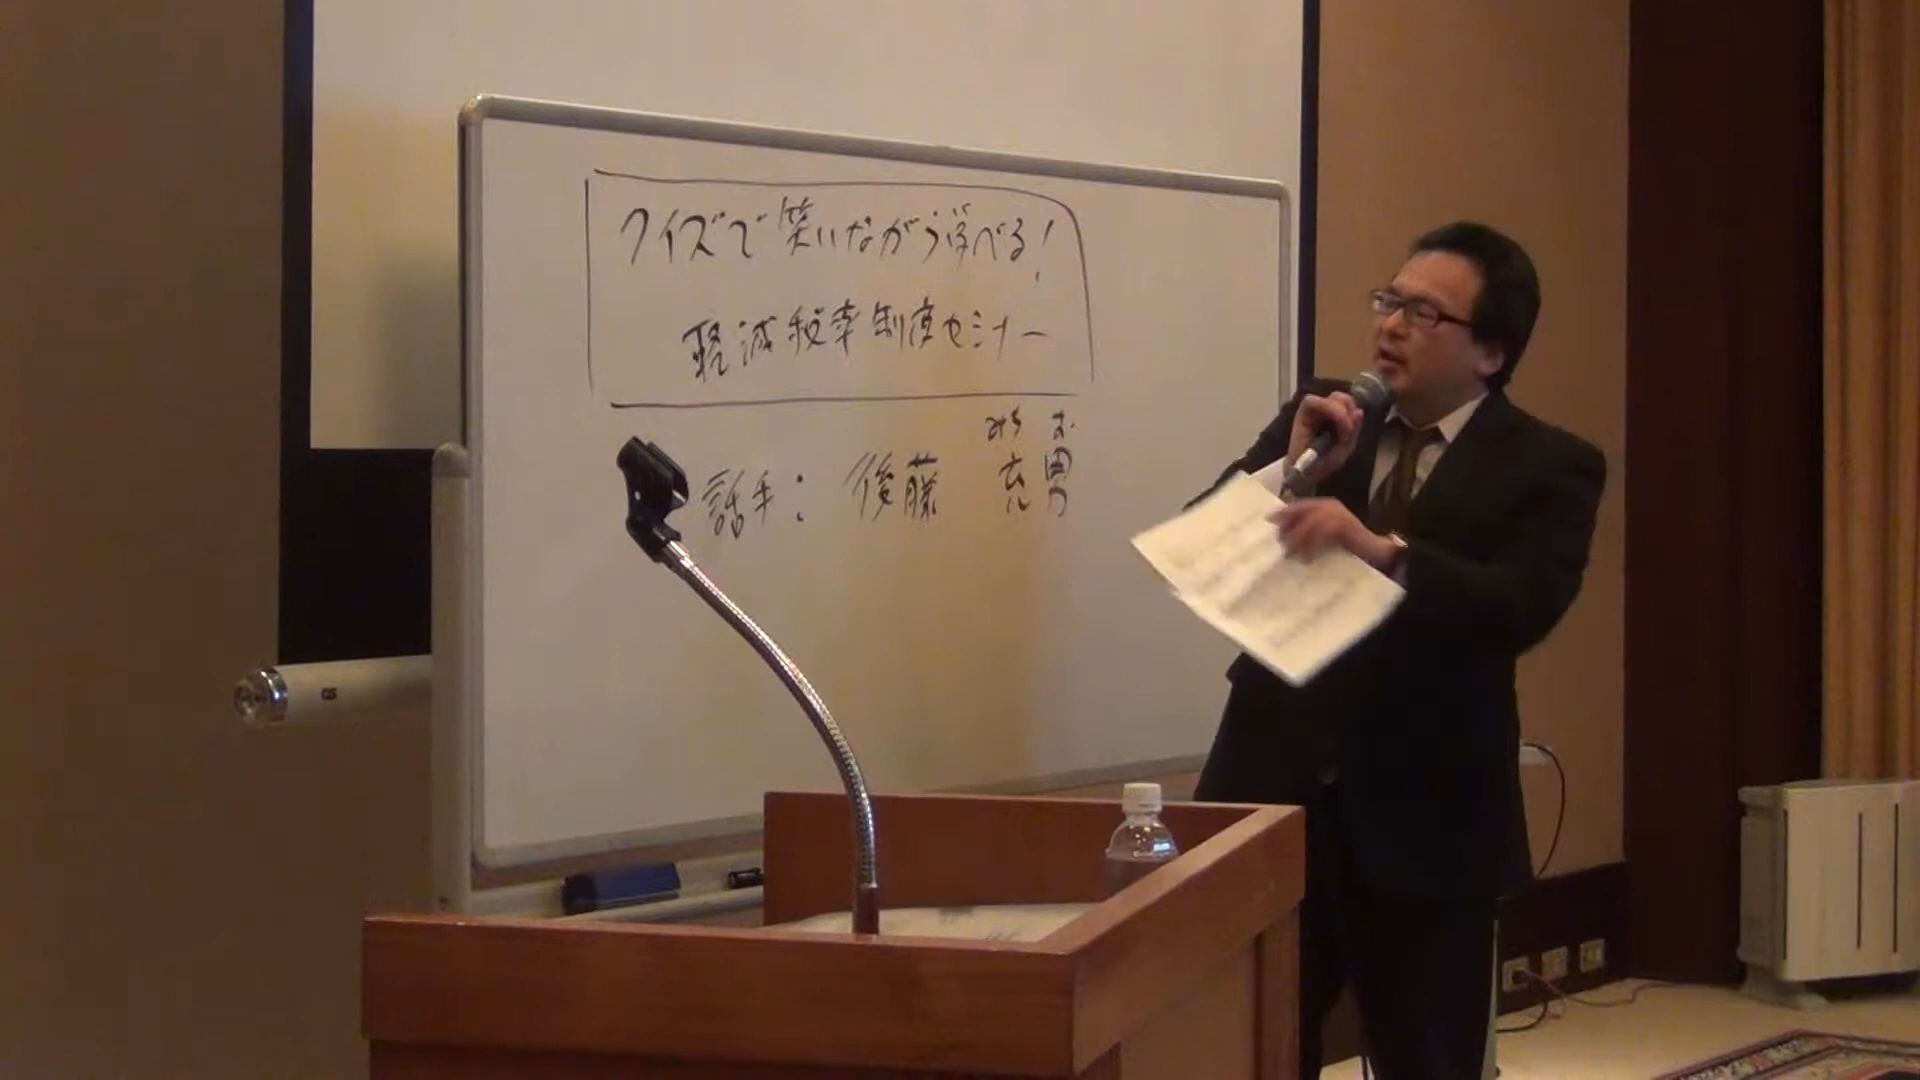 クイズで笑いながら学べる!
軽減税率制度セミナー
みち お
話手: 後藤 充男